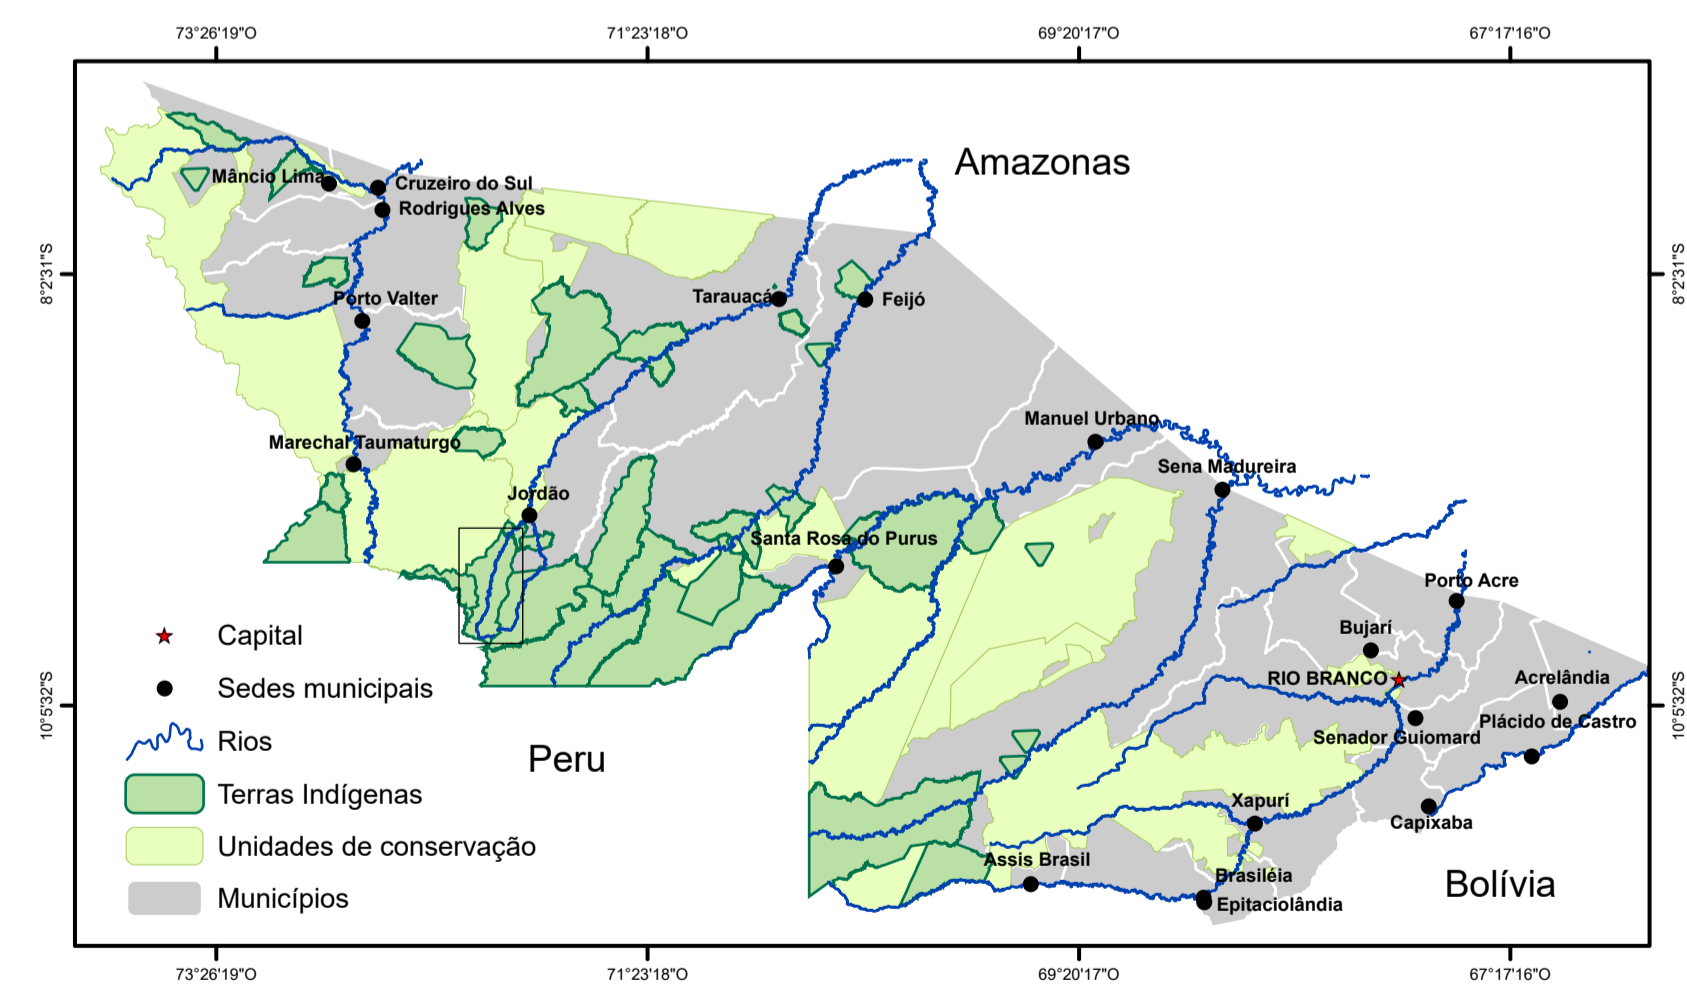 73°26'19"O
71°23'18"O
69°20'17"O
67°17'16"O
Amazonas
Mâncio Lima
Cruzeiro do Sul
Rodrigues Alves
8°2'31"S
8°2'31"S
Porto Valter
Tarauacá
Feijó
Manuel Urbano
Marechal Taumaturgo
Sena Madureira
Jordão
Santa Rosa do Purus
Porto Acre
Bujarí
Capital
RIO BRANCO
Acrelândia
Sedes municipais
10°5'32"S
10°5'32"S
Plácido de Castro
Senador Guiomard
Rios
Peru
Terras Indígenas
Xapurí
Capixaba
Unidades de conservação
Assis Brasil
Brasiléia
Bolívia
Municípios
Epitaciolândia
73°26'19"O
71°23'18"O
69°20'17"O
67°17'16"O